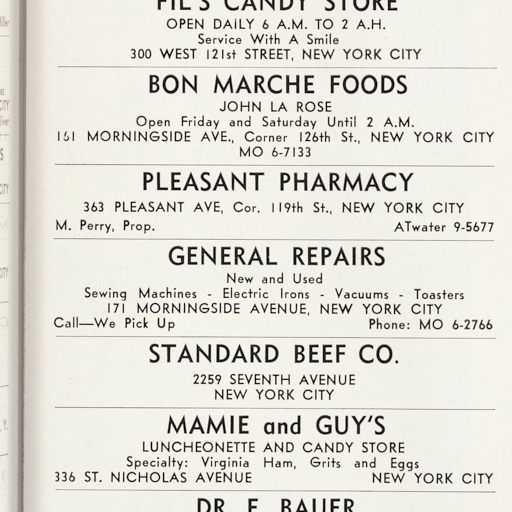 FIL'S CANDY STORE
OPEN DAILY 6 A.M. TO 2 A.H.
Service With A Smile
300 WEST 121st STREET, NEW YORK CITY
BON MARCHE FOODS
JOHN LA ROSE
Open Friday and Saturday Until 2 A.M.
161 MORNINGSIDE AVE., Corner 126th St., NEW YORK CITY
MO 6-7133
PLEASANT PHARMACY
363 PLEASANT AVE, Cor. 119th St., NEW YORK CITY
M. Perry, Prop. ATwater 9-5677
GENERAL REPAIRS
New and Used
Sewing Machines - Electric Irons - Vacuums - Toasters
171 MORNINGSIDE AVENUE, NEW YORK CITY
Call—We Pick Up Phone: MO 6-2766
STANDARD BEEF CO.
2259 SEVENTH AVENUE
NEW YORK CITY
MAMIE and GUY'S
LUNCHEONETTE AND CANDY STORE
Specialty: Virginia Ham, Grits and Eggs
336 ST. NICHOLAS AVENUE NEW YORK CITY
DR. E. BAUER